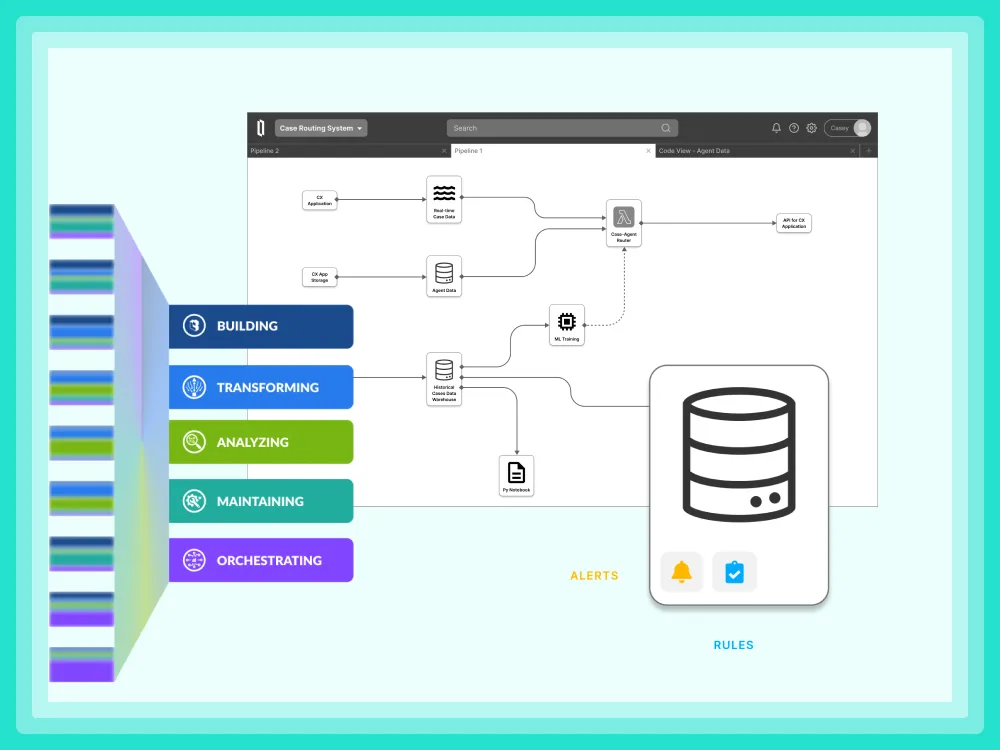 Case Routing System
Search
Casey
Pipeline 2
Pipeline 1
Code View - Agent Data
CX
Application
Real-time
Case Data
Case-Agent
Router
API for CX
Application
CX App
Storage
Agent Data
ML Training
Historical
Cases Data
Warehouse
Py Notebook
BUILDING
TRANSFORMING
ANALYZING
MAINTAINING
ORCHESTRATING
ALERTS
RULES